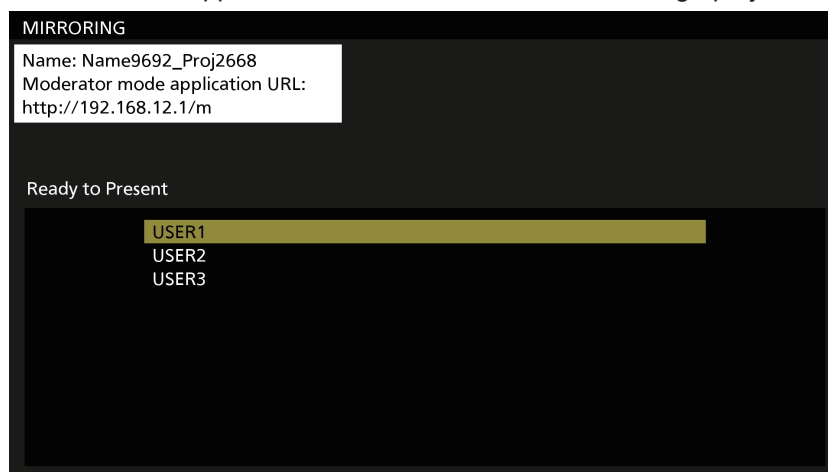 MIRRORING
Name: Name9692_Proj2668
Moderator mode application URL:
http://192.168.12.1/m
Ready to Present
USER1
USER2
USER3